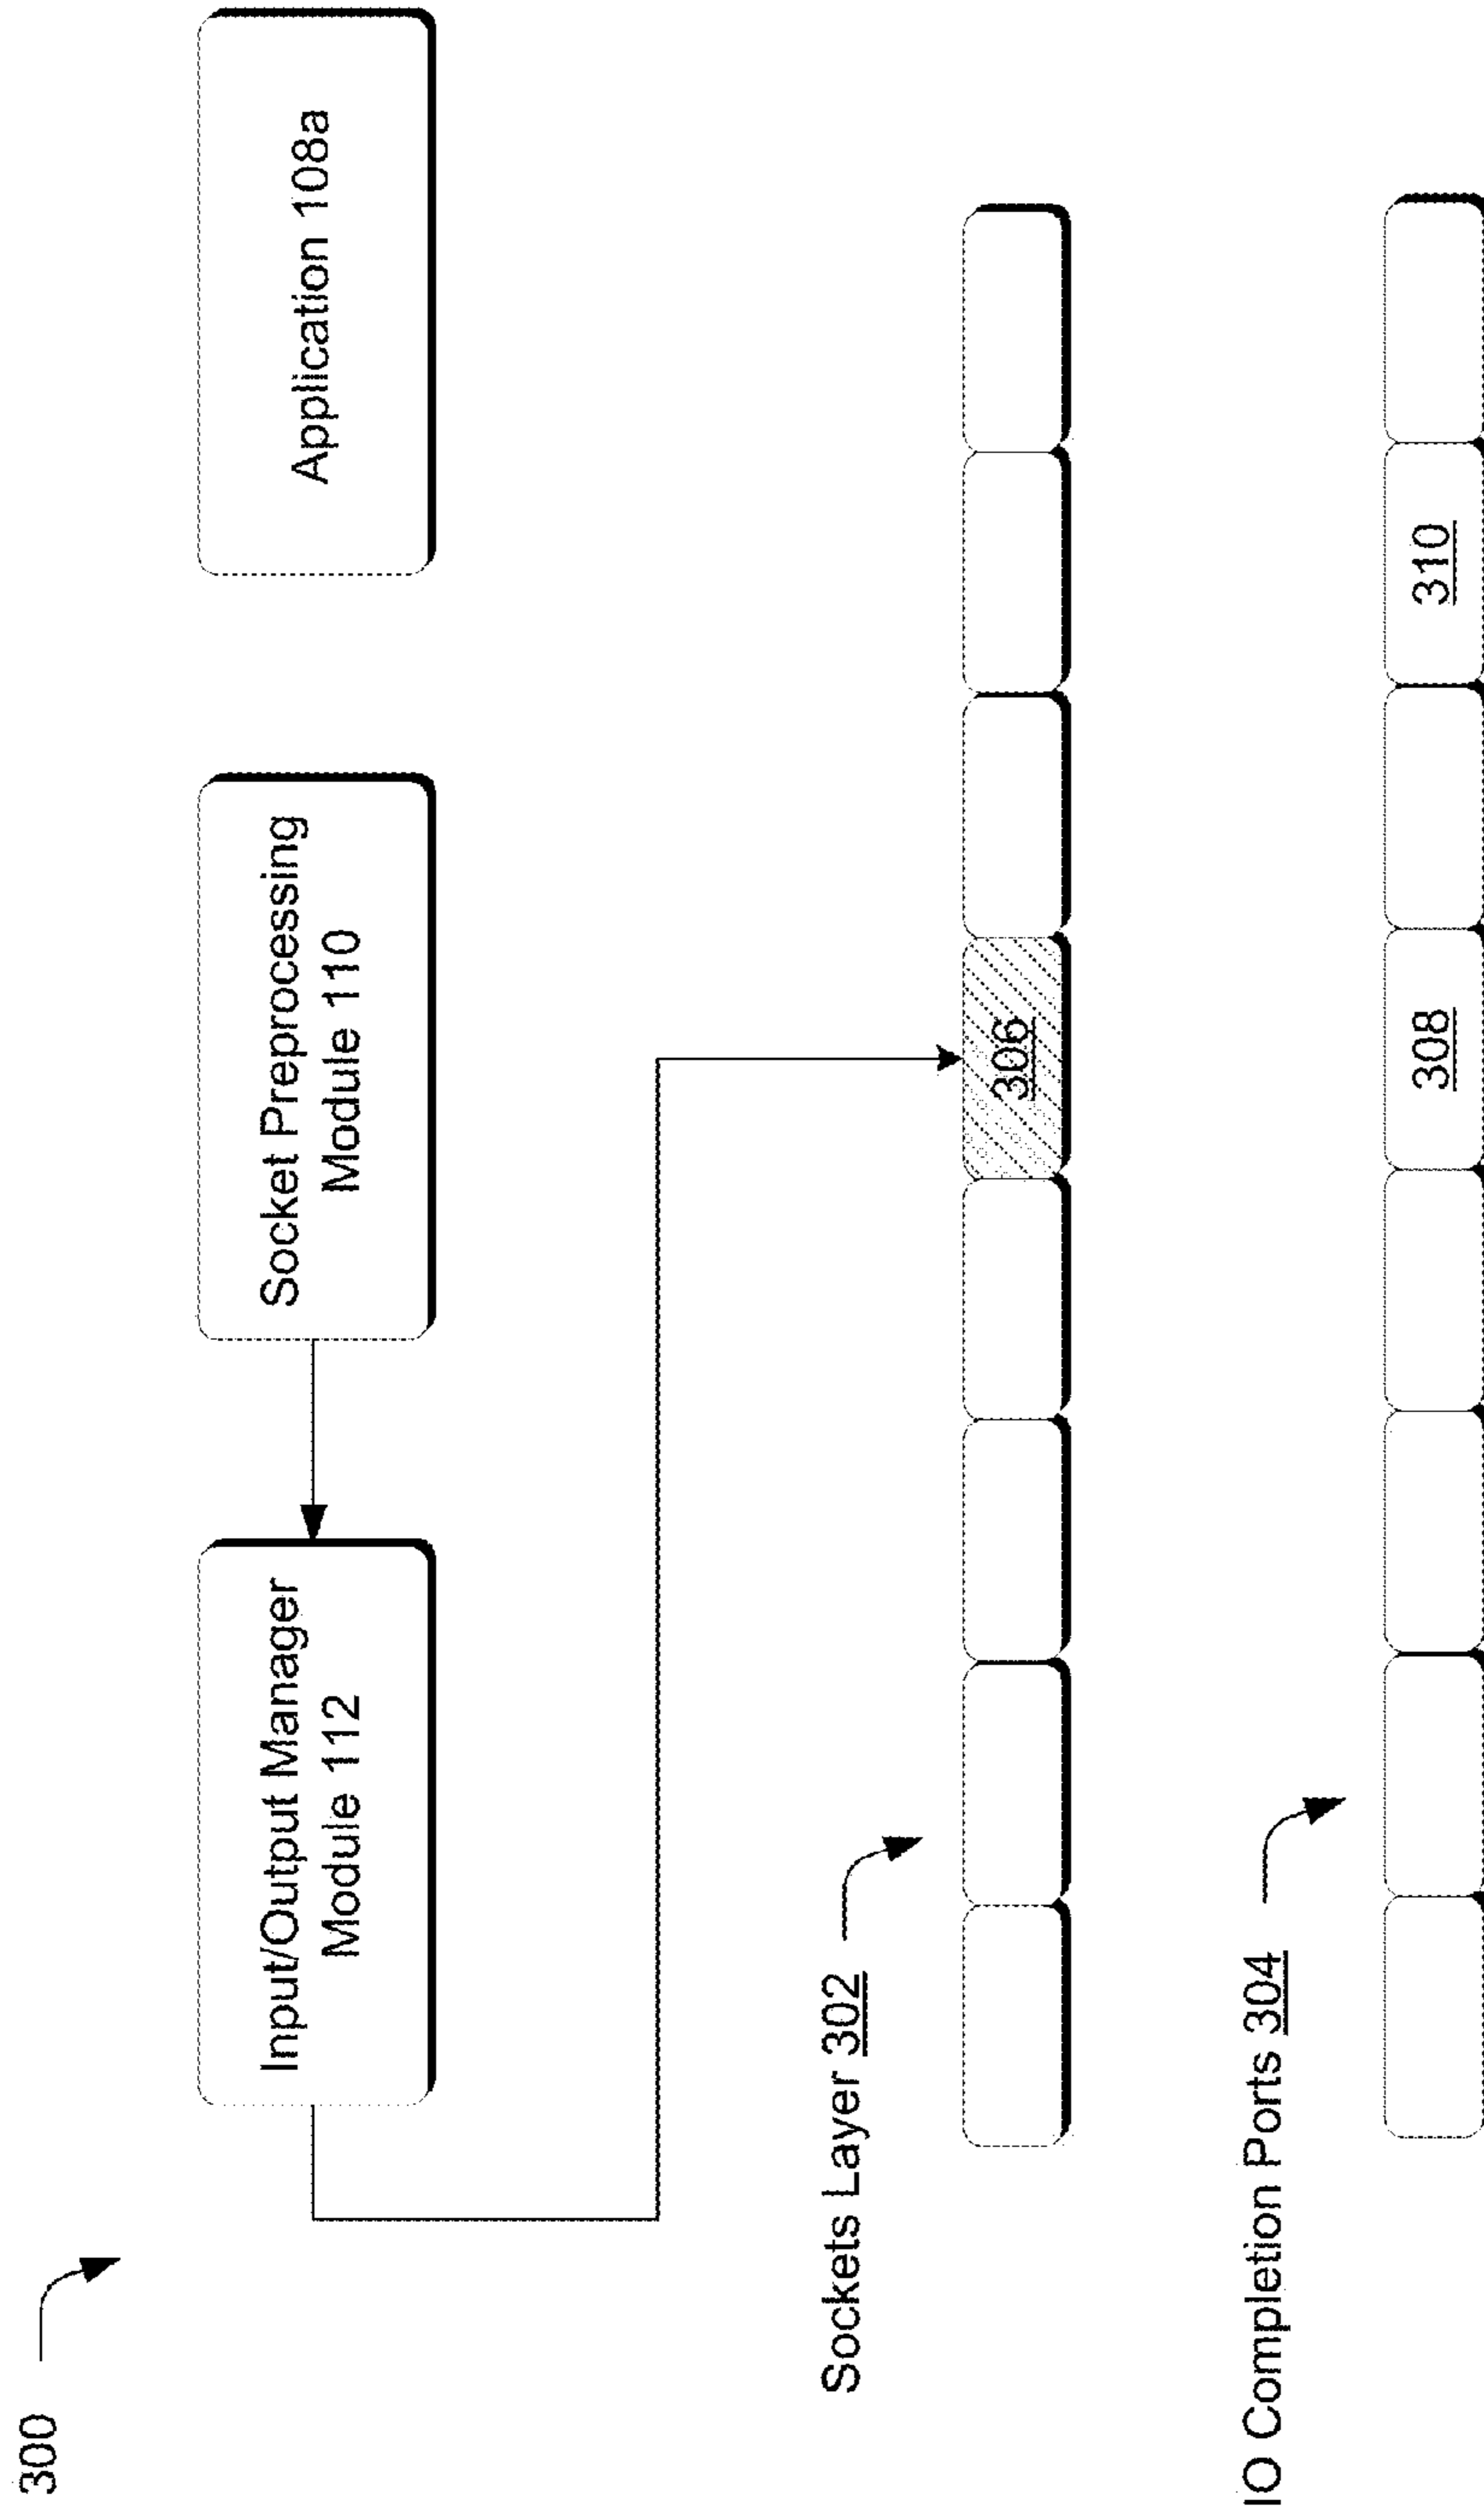 300
Input/Output Manager
Module 112
Socket Preprocessing
Module 110
Application 108a
Sockets Layer 302
306
IO Completion Ports 304
308
310